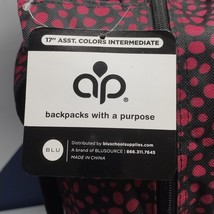 17" ASST. COLORS INTERMEDIATE
ap®
backpacks with a purpose
BLU
Distributed by bluschoolsupplies.com
A brand of BLUSOURCE | 866.311.7645
MADE IN CHINA